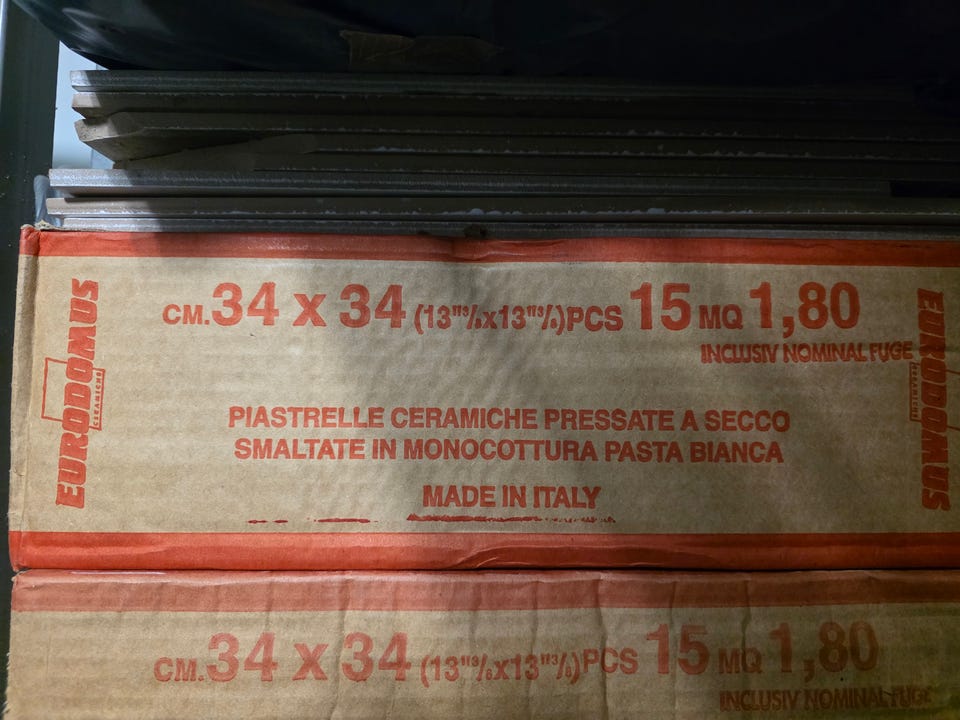 CM. 34 x 34 (13"3/8x13"3/8) PCS 15 MQ 1,80
INCLUSIV NOMINAL FUGE
EURODOMUS
CERAMICHE
EURODOMUS
CERAMICHE
PIASTRELLE CERAMICHE PRESSATE A SECCO
SMALTATE IN MONOCOTTURA PASTA BIANCA
MADE IN ITALY
CM. 34 x 34 (13"3/8x13"3/8) PCS 15 MQ 1,80
INCLUSIV NOMINAL FUGE